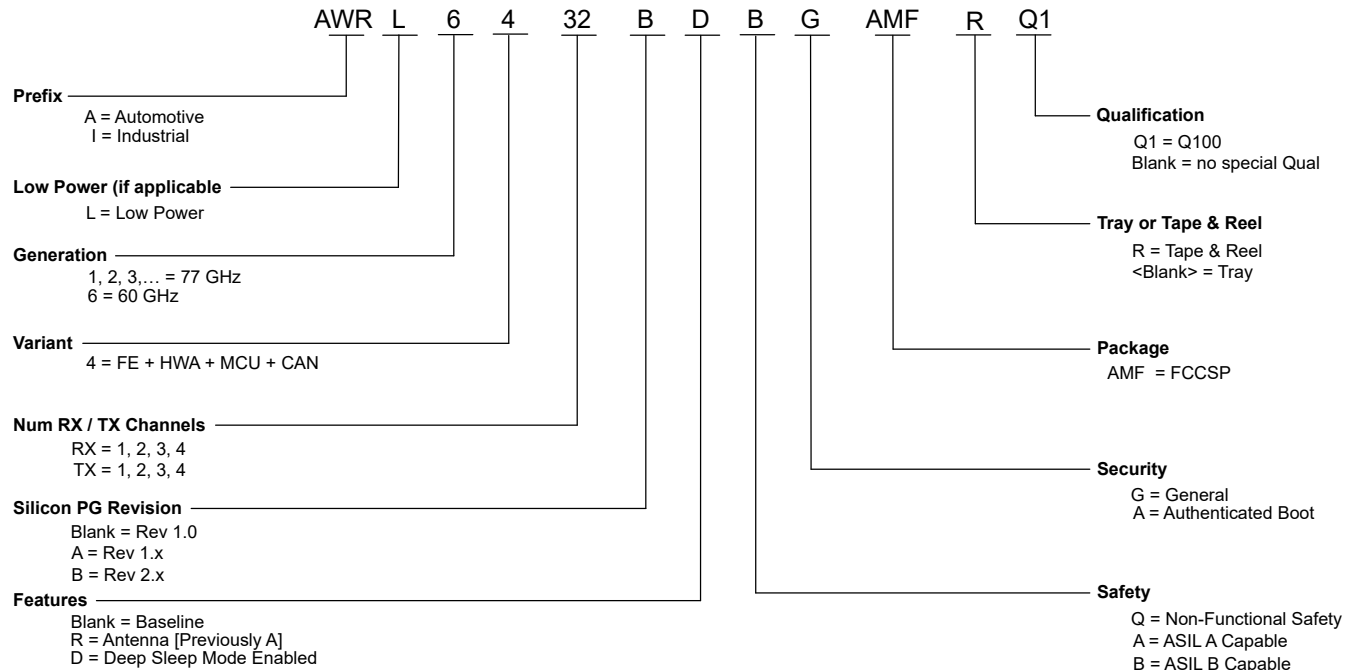 AWR L 6 4 32 B D B G AMF R Q1
Prefix
A = Automotive
I = Industrial
Low Power (if applicable
L = Low Power
Generation
1, 2, 3,… = 77 GHz
6 = 60 GHz
Variant
4 = FE + HWA + MCU + CAN
Num RX / TX Channels
RX = 1, 2, 3, 4
TX = 1, 2, 3, 4
Silicon PG Revision
Blank = Rev 1.0
A = Rev 1.x
B = Rev 2.x
Features
Blank = Baseline
R = Antenna [Previously A]
D = Deep Sleep Mode Enabled
Qualification
Q1 = Q100
Blank = no special Qual
Tray or Tape & Reel
R = Tape & Reel
<Blank> = Tray
Package
AMF = FCCSP
Security
G = General
A = Authenticated Boot
Safety
Q = Non-Functional Safety
A = ASIL A Capable
B = ASIL B Capable